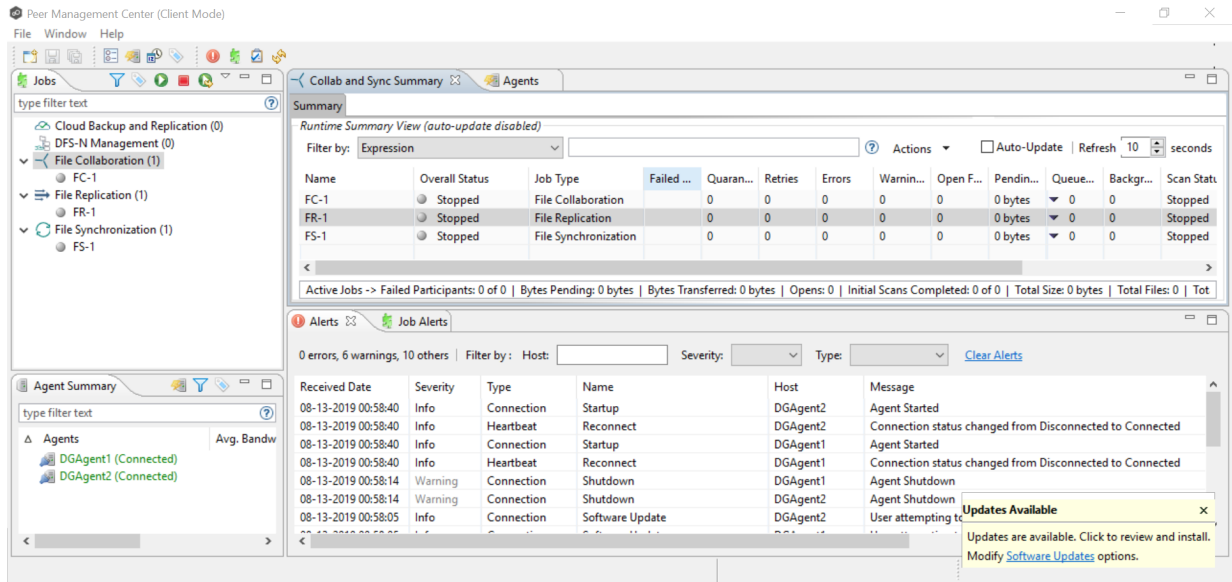 Peer Management Center (Client Mode)
File Window Help
Jobs
type filter text
Cloud Backup and Replication (0)
DFS-N Management (0)
File Collaboration (1)
FC-1
File Replication (1)
FR-1
File Synchronization (1)
FS-1
Agent Summary
type filter text
Agents Avg. Bandw
DGAgent1 (Connected)
DGAgent2 (Connected)
Collab and Sync Summary Agents
Summary
Runtime Summary View (auto-update disabled)
Filter by: Expression Actions Auto-Update Refresh 10 seconds
Name Overall Status Job Type Failed ... Quaran... Retries Errors Warnin... Open F... Pendin... Queue... Backgr... Scan Statu
FC-1 Stopped File Collaboration 0 0 0 0 0 0 bytes 0 0 Stopped
FR-1 Stopped File Replication 0 0 0 0 0 0 bytes 0 0 Stopped
FS-1 Stopped File Synchronization 0 0 0 0 0 0 bytes 0 0 Stopped
Active Jobs -> Failed Participants: 0 of 0 | Bytes Pending: 0 bytes | Bytes Transferred: 0 bytes | Opens: 0 | Initial Scans Completed: 0 of 0 | Total Size: 0 bytes | Total Files: 0 | Tot
Alerts Job Alerts
0 errors, 6 warnings, 10 others Filter by : Host: Severity: Type: Clear Alerts
Received Date Severity Type Name Host Message
08-13-2019 00:58:40 Info Connection Startup DGAgent2 Agent Started
08-13-2019 00:58:40 Info Heartbeat Reconnect DGAgent2 Connection status changed from Disconnected to Connected
08-13-2019 00:58:40 Info Connection Startup DGAgent1 Agent Started
08-13-2019 00:58:40 Info Heartbeat Reconnect DGAgent1 Connection status changed from Disconnected to Connected
08-13-2019 00:58:14 Warning Connection Shutdown DGAgent1 Agent Shutdown
08-13-2019 00:58:14 Warning Connection Shutdown DGAgent2 Agent Shutdown
08-13-2019 00:58:05 Info Connection Software Update DGAgent2 User attempting to
Updates Available
Updates are available. Click to review and install.
Modify Software Updates options.